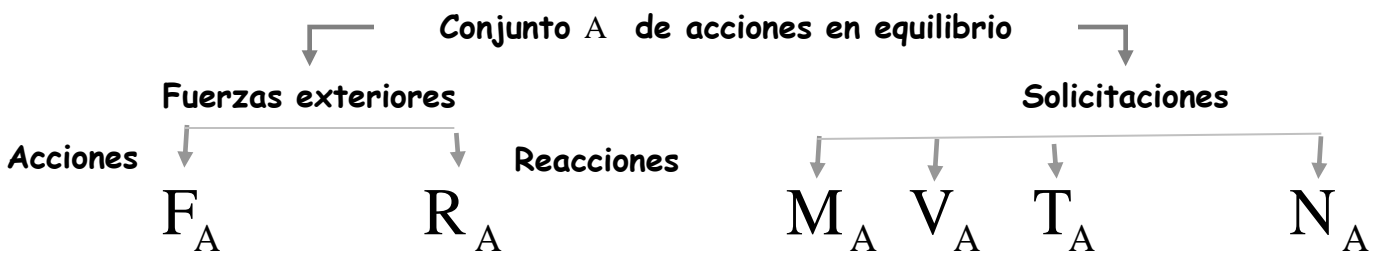 Conjunto A de acciones en equilibrio
Fuerzas exteriores Solicitaciones
Acciones Reacciones
F_A R_A M_A V_A T_A N_A